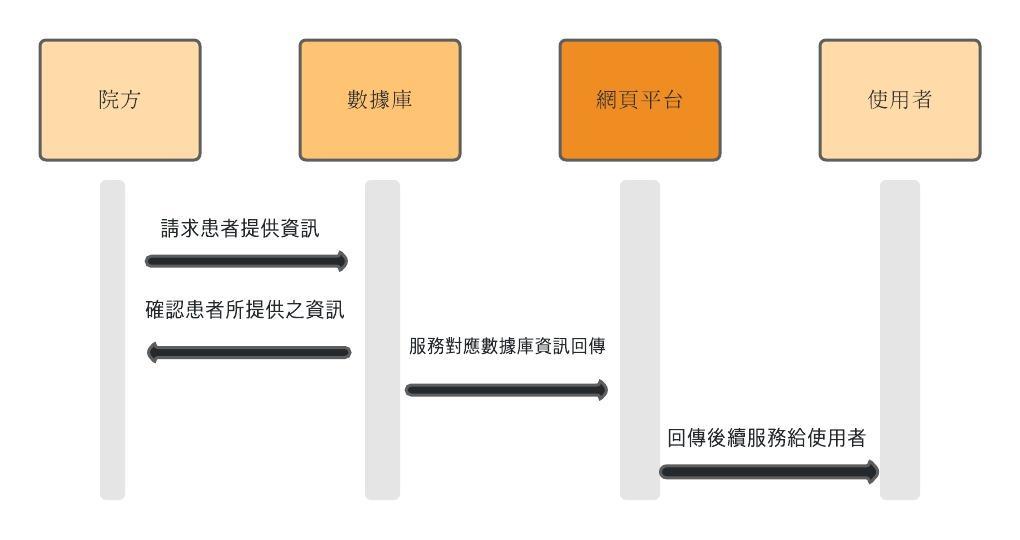 院方
數據庫
網頁平台
使用者
請求患者提供資訊
確認患者所提供之資訊
服務對應數據庫資訊回傳
回傳後續服務給使用者